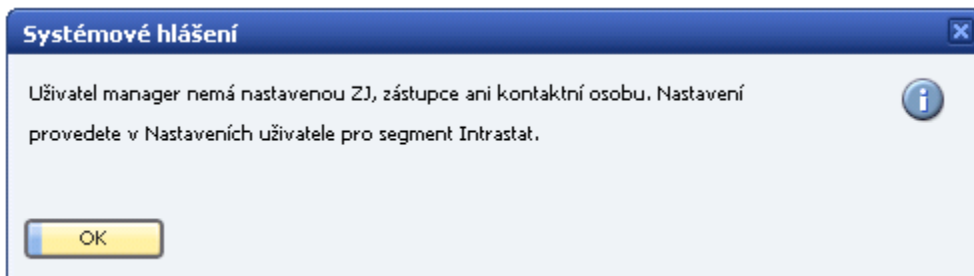 Systémové hlášení
Uživatel manager nemá nastavenou ZJ, zástupce ani kontaktní osobu. Nastavení
provedete v Nastaveních uživatele pro segment Intrastat.
OK